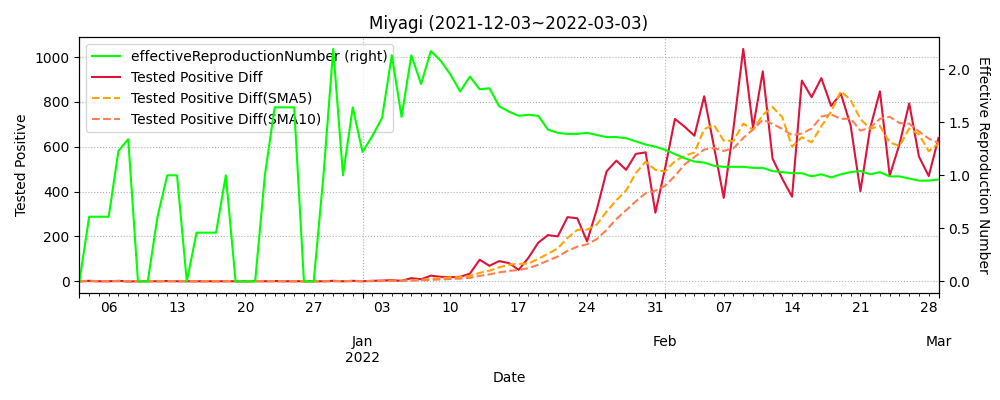 Miyagi (2021-12-03~2022-03-03)
effectiveReproductionNumber (right)
Tested Positive Diff
Tested Positive Diff(SMA5)
Tested Positive Diff(SMA10)
Tested Positive
1000
800
600
400
200
0
Effective Reproduction Number
2.0
1.5
1.0
0.5
0.0
06 13 20 27 03 10 17 24 31 07 14 21 28
Jan Feb Mar
2022
Date